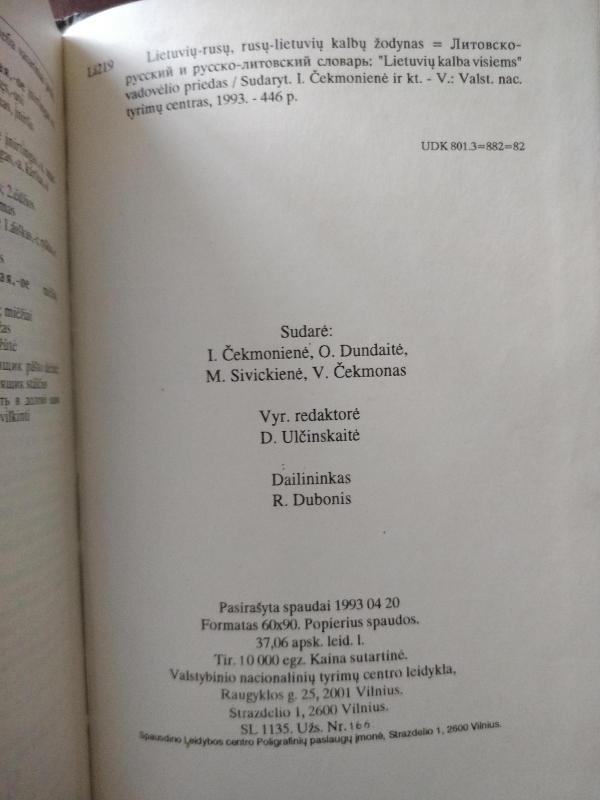 Li219
Lietuvių-rusų, rusų-lietuvių kalbų žodynas = Литовско-
русский и русско-литовский словарь: "Lietuvių kalba visiems"
vadovėlio priedas / Sudaryt. I. Čekmonienė ir kt. - V.: Valst. nac.
tyrimų centras, 1993. - 446 p.
UDK 801.3=882=82
Sudarė:
I. Čekmonienė, O. Dundaitė,
M. Sivickienė, V. Čekmonas
Vyr. redaktorė
D. Ulčinskaitė
Dailininkas
R. Dubonis
Pasirašyta spaudai 1993 04 20
Formatas 60x90. Popierius spaudos.
37,06 apsk. leid. l.
Tir. 10 000 egz. Kaina sutartinė.
Valstybinio nacionalinių tyrimų centro leidykla,
Raugyklos g. 25, 2001 Vilnius.
Strazdelio 1, 2600 Vilnius.
SL 1135. Užs. Nr. 166
Spausdino Leidybos centro Poligrafinių paslaugų įmonė, Strazdelio 1, 2600 Vilnius.